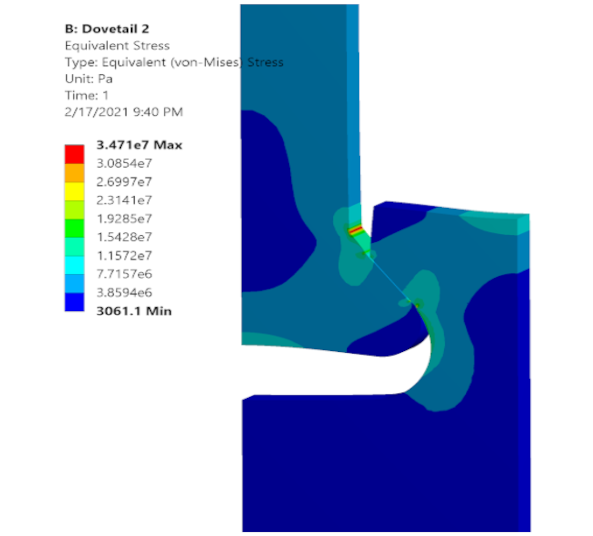 B: Dovetail 2
Equivalent Stress
Type: Equivalent (von-Mises) Stress
Unit: Pa
Time: 1
2/17/2021 9:40 PM
3.471e7 Max
3.0854e7
2.6997e7
2.3141e7
1.9285e7
1.5428e7
1.1572e7
7.7157e6
3.8594e6
3061.1 Min